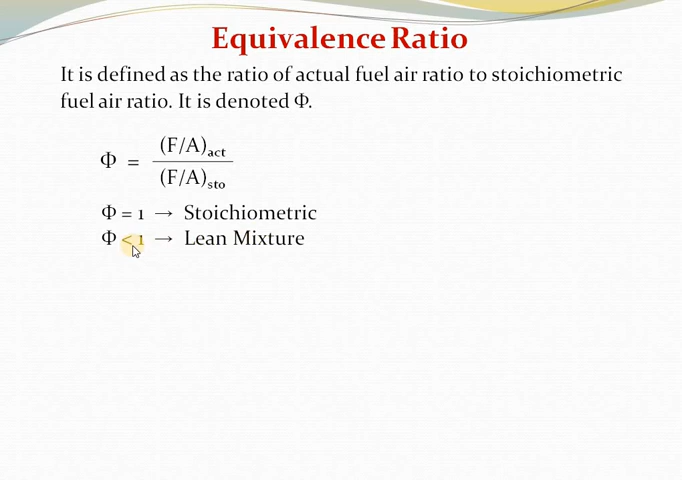 Equivalence Ratio
It is defined as the ratio of actual fuel air ratio to stoichiometric
fuel air ratio. It is denoted Φ.
Φ = (F/A)act / (F/A)sto
Φ = 1 → Stoichiometric
Φ < 1 → Lean Mixture